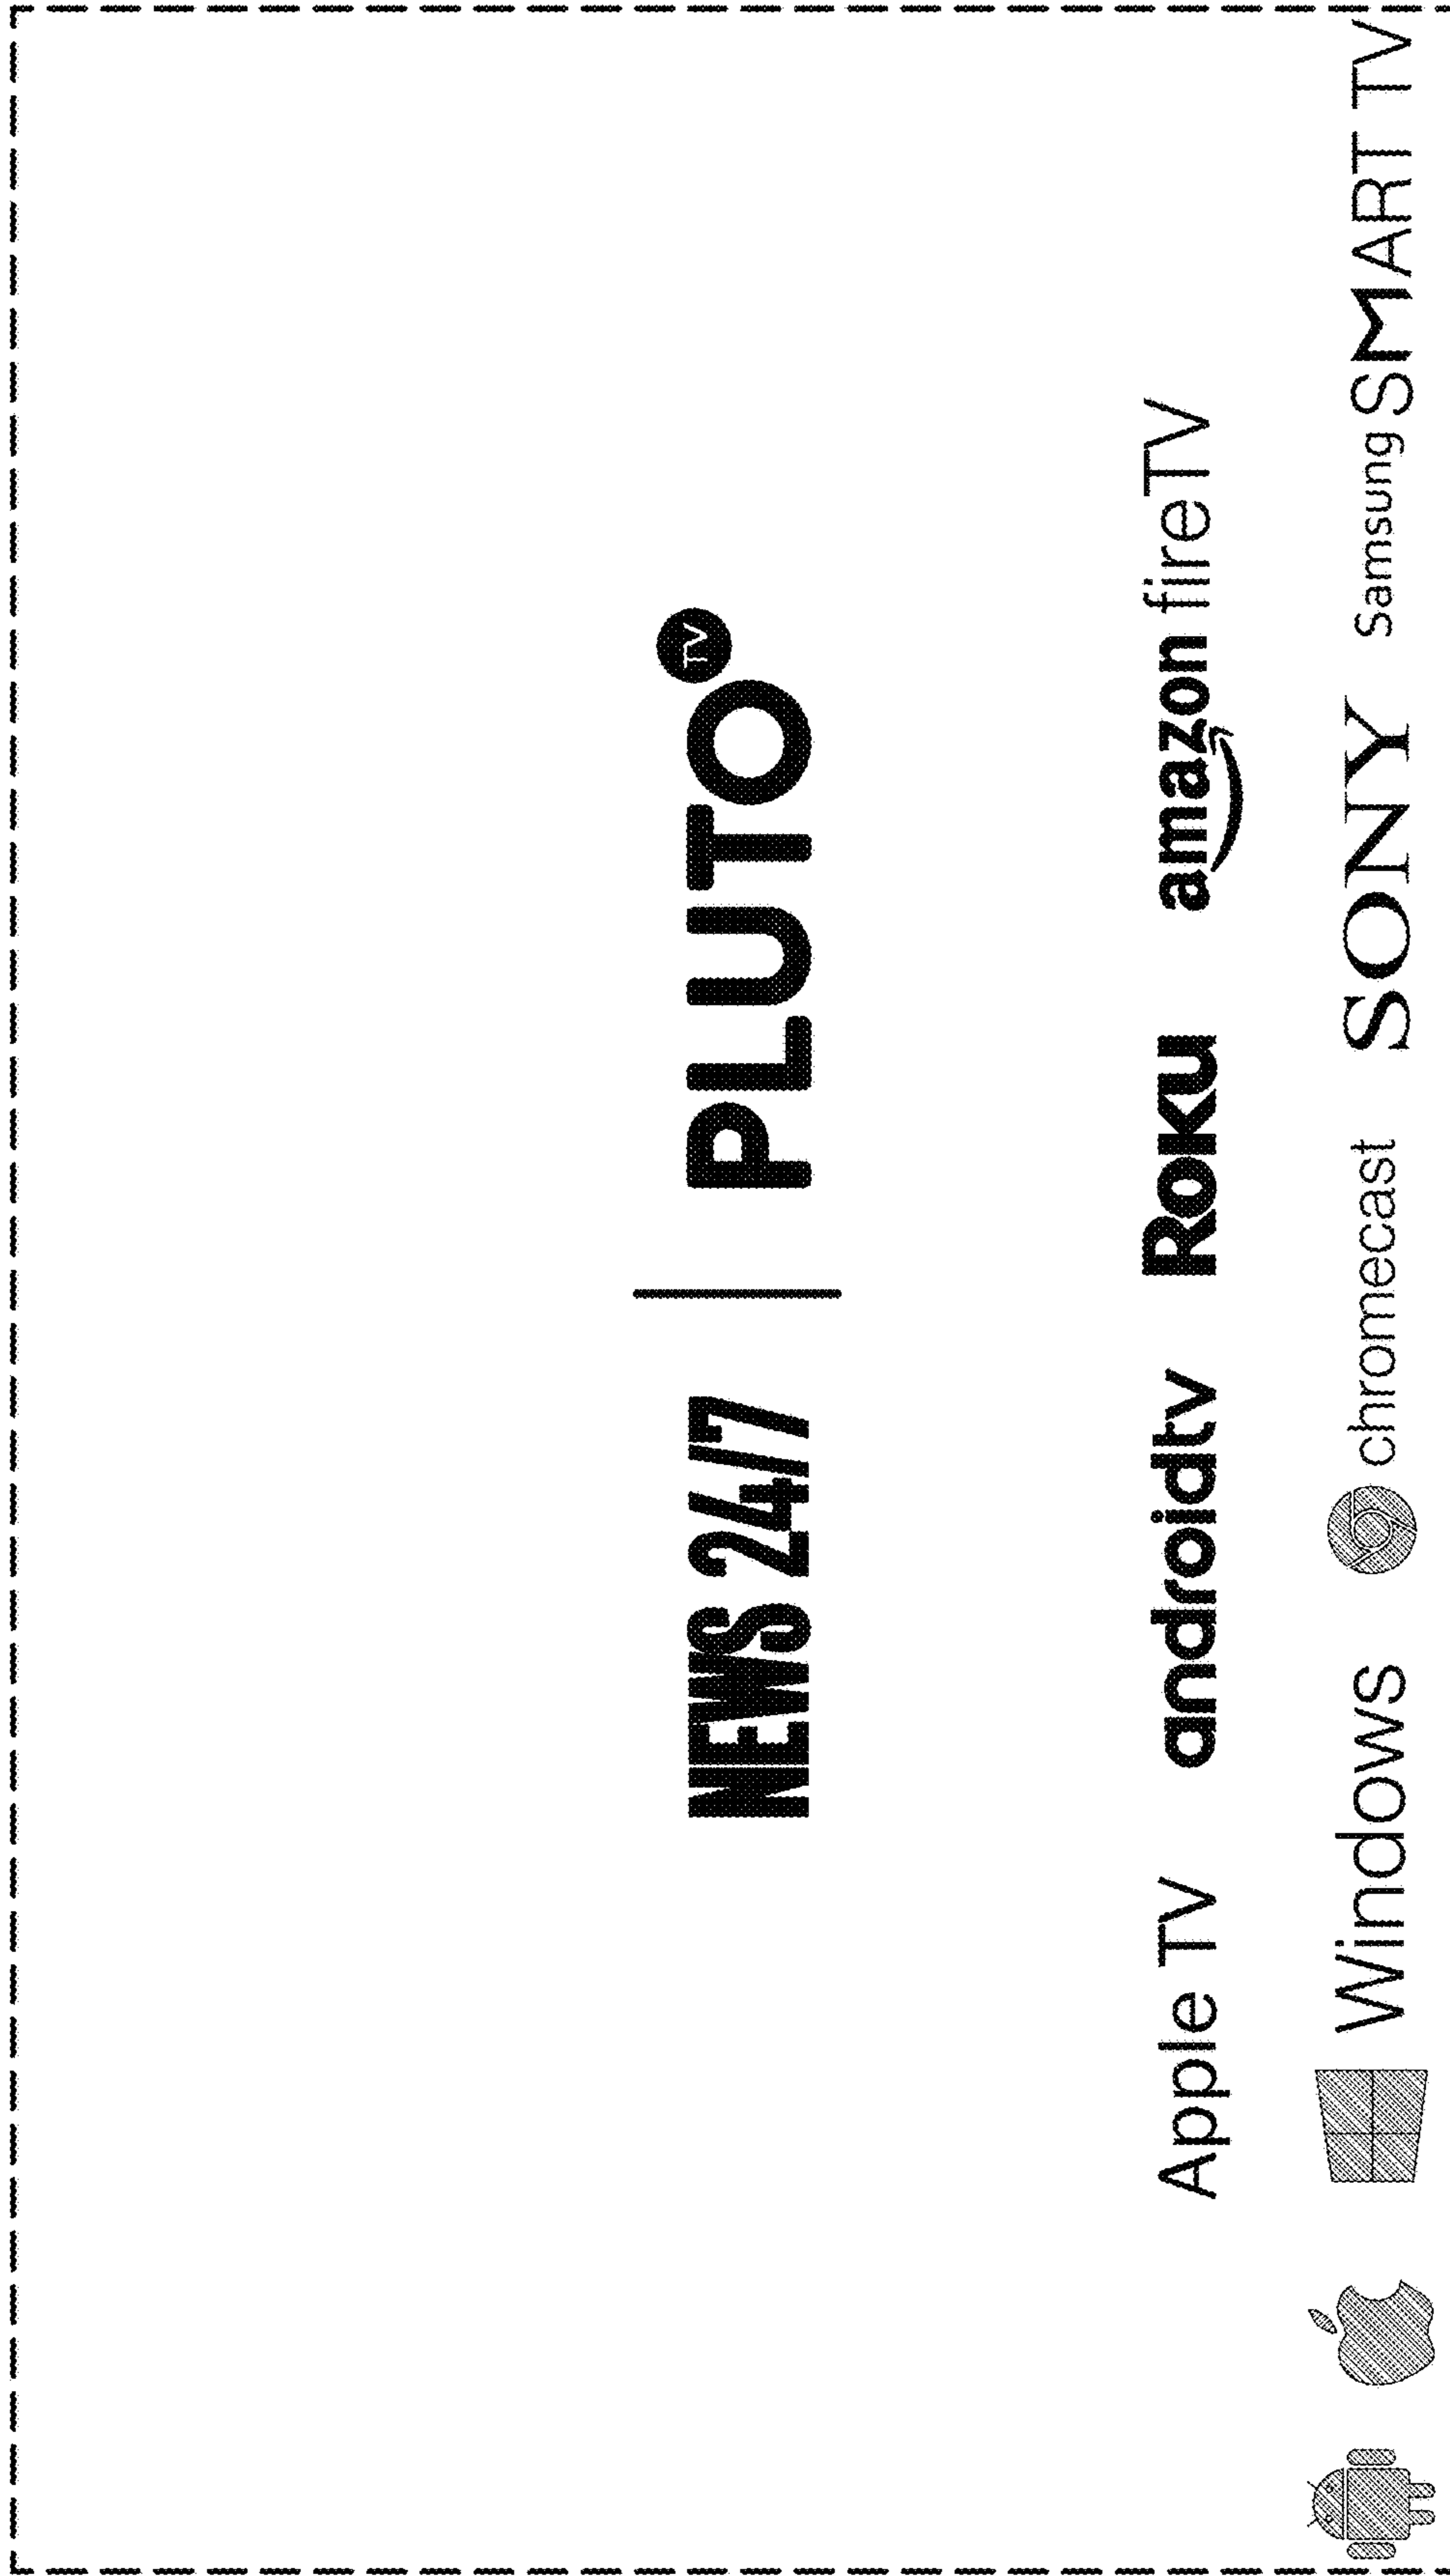 NEWS 24/7 | PLUTO TV
Apple TV androidtv Roku amazon fireTV
Windows chromecast SONY Samsung SMART TV